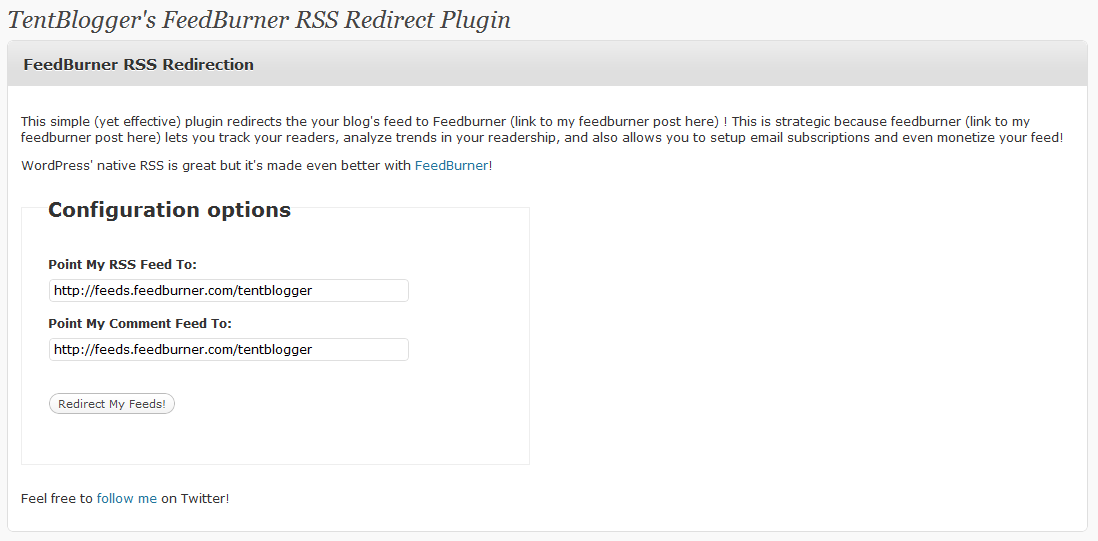 TentBlogger's FeedBurner RSS Redirect Plugin
FeedBurner RSS Redirection
This simple (yet effective) plugin redirects the your blog's feed to Feedburner (link to my feedburner post here) ! This is strategic because feedburner (link to my
feedburner post here) lets you track your readers, analyze trends in your readership, and also allows you to setup email subscriptions and even monetize your feed!
WordPress' native RSS is great but it's made even better with FeedBurner!
Configuration options
Point My RSS Feed To:
http://feeds.feedburner.com/tentblogger
Point My Comment Feed To:
http://feeds.feedburner.com/tentblogger
Redirect My Feeds!
Feel free to follow me on Twitter!